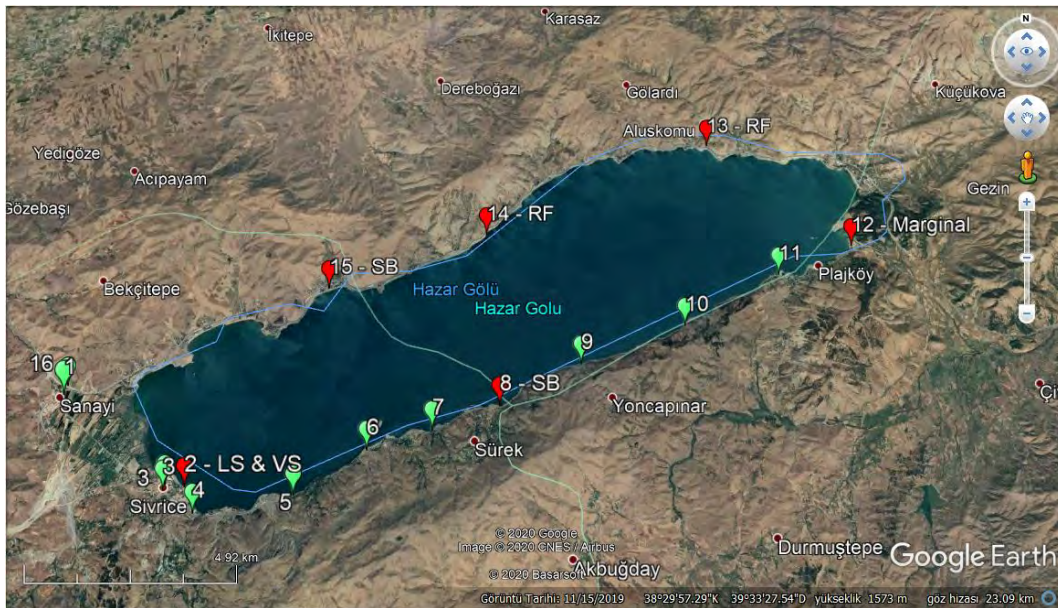 Karasaz
İkitepe
N
Dereboğazı
Gölardı
Küçükova
13 - RF
Aluskomu
Yedigöze
Acıpayam
Gezin
Gözebaşı
14 - RF
12 - Marginal
15 - SB
11
Plajköy
Bekçitepe
Hazar Gölü
Hazar Golu
10
9
16
1
8 - SB
Sanayi
Yoncapınar
7
6
Sürek
2 - LS & VS
3
3
4
5
Sivrice
© 2020 Google
Image © 2020 CNES / Airbus
© 2020 Basarsoft
4.92 km
Akbuğday
Durmuştepe
Google Earth
Görüntü Tarihi: 11/15/2019 38°29'57.29"K 39°33'27.54"D yükseklik 1573 m göz hizası 23.09 km